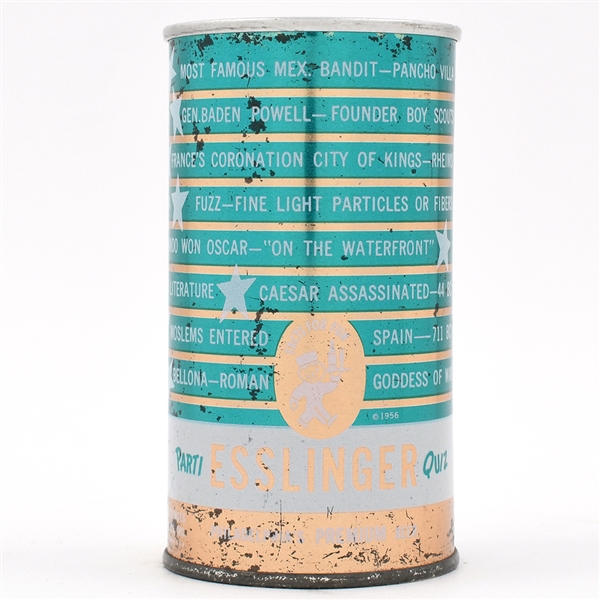 MOST FAMOUS MEX. BANDIT—PANCHO VILLA
GEN. BADEN POWELL— FOUNDER BOY SCOUTS
FRANCE'S CORONATION CITY OF KINGS—RHEIMS
FUZZ—FINE LIGHT PARTICLES OR FIBERS
WON OSCAR—"ON THE WATERFRONT"
LITERATURE CAESAR ASSASSINATED—44
MOSLEMS ENTERED SPAIN—711
BELLONA—ROMAN GODDESS OF
© 1956
PARTI ESSLINGER QUIZ
PREMIUM